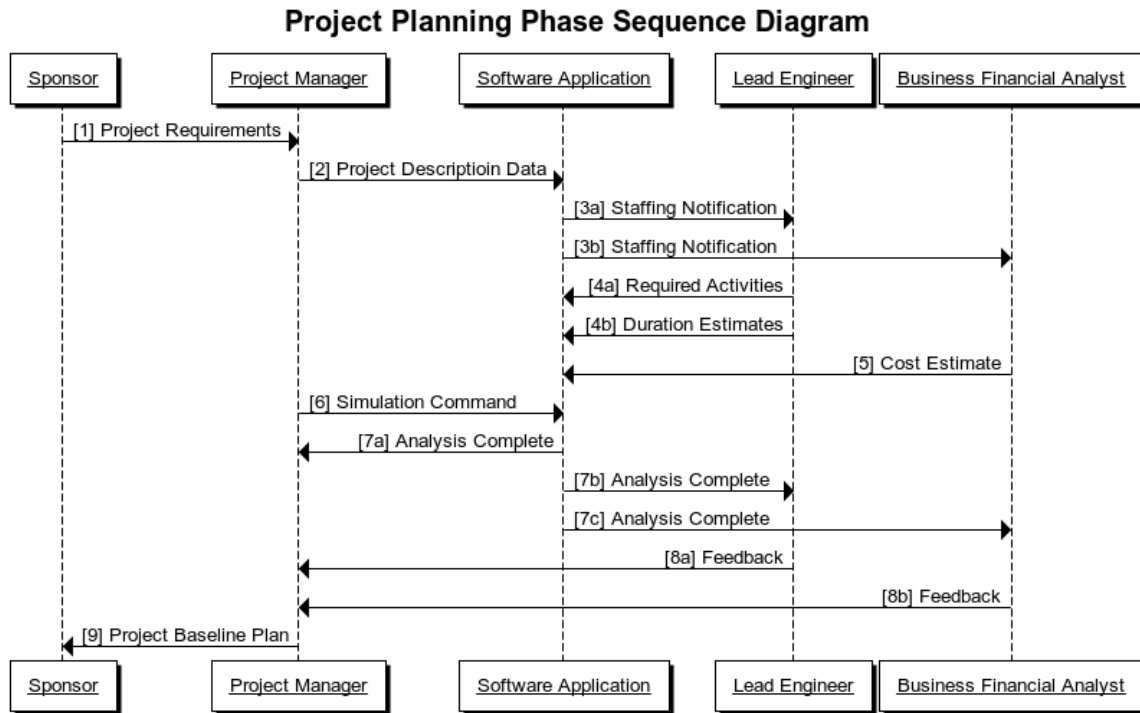 Project Planning Phase Sequence Diagram
Sponsor
Project Manager
Software Application
Lead Engineer
Business Financial Analyst
[1] Project Requirements
[2] Project Descriptioin Data
[3a] Staffing Notification
[3b] Staffing Notification
[4a] Required Activities
[4b] Duration Estimates
[5] Cost Estimate
[6] Simulation Command
[7a] Analysis Complete
[7b] Analysis Complete
[7c] Analysis Complete
[8a] Feedback
[8b] Feedback
[9] Project Baseline Plan
Sponsor
Project Manager
Software Application
Lead Engineer
Business Financial Analyst